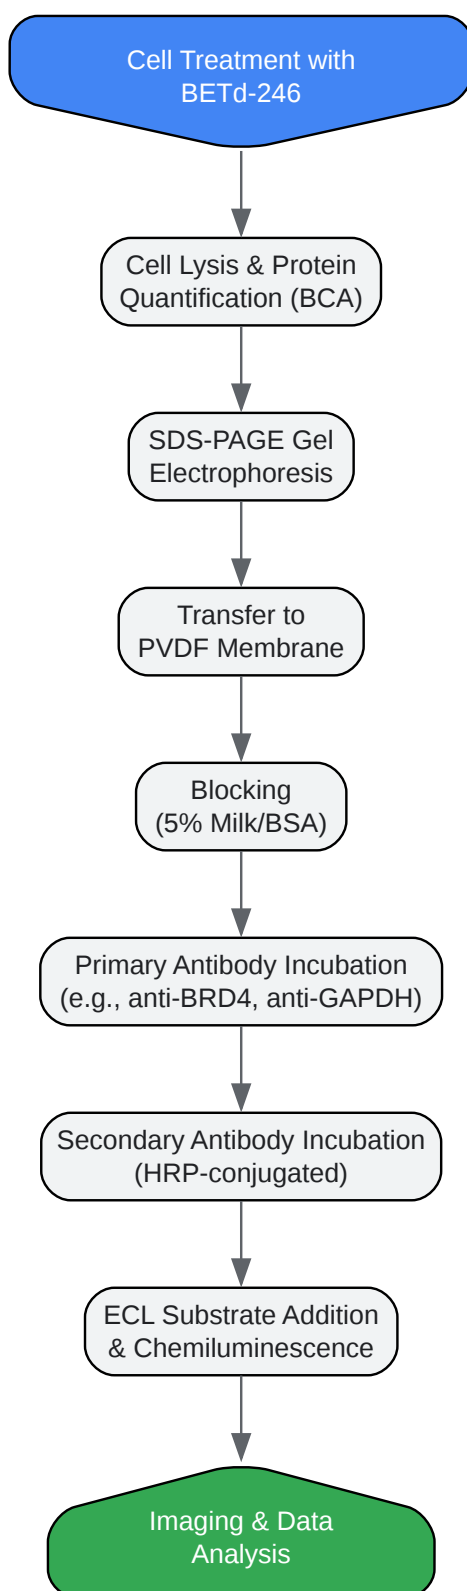 Cell Treatment with
BETd-246
Cell Lysis & Protein
Quantification (BCA)
SDS-PAGE Gel
Electrophoresis
Transfer to
PVDF Membrane
Blocking
(5% Milk/BSA)
Primary Antibody Incubation
(e.g., anti-BRD4, anti-GAPDH)
Secondary Antibody Incubation
(HRP-conjugated)
ECL Substrate Addition
& Chemiluminescence
Imaging & Data
Analysis